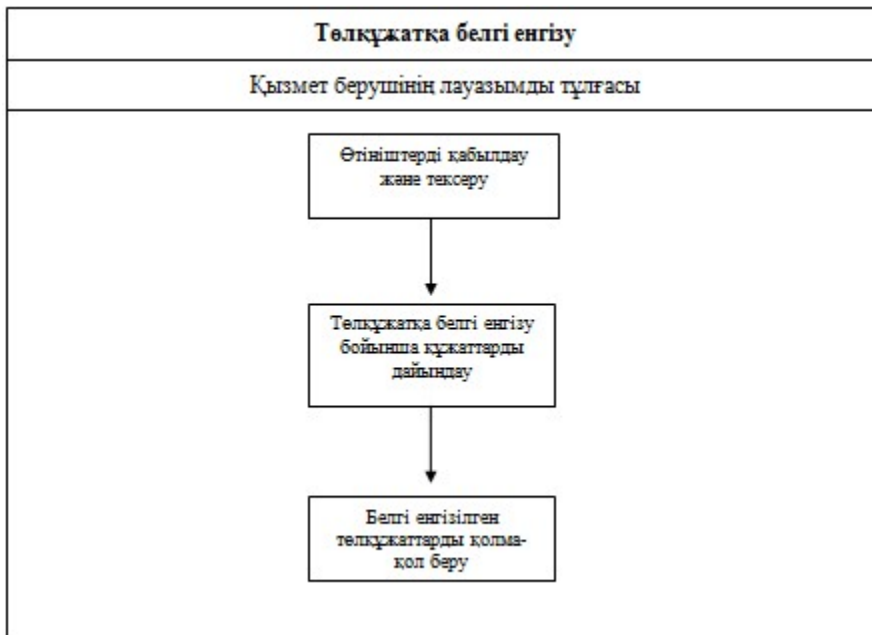 Төлқұжатқа белгі енгізу
Қызмет берушінің лауазымды тұлғасы
Өтініштерді қабылдау
және тексеру
Төлқұжатқа белгі енгізу
бойынша құжаттарды
дайындау
Белгі енгізілген
төлқұжаттарды қолма-
қол беру